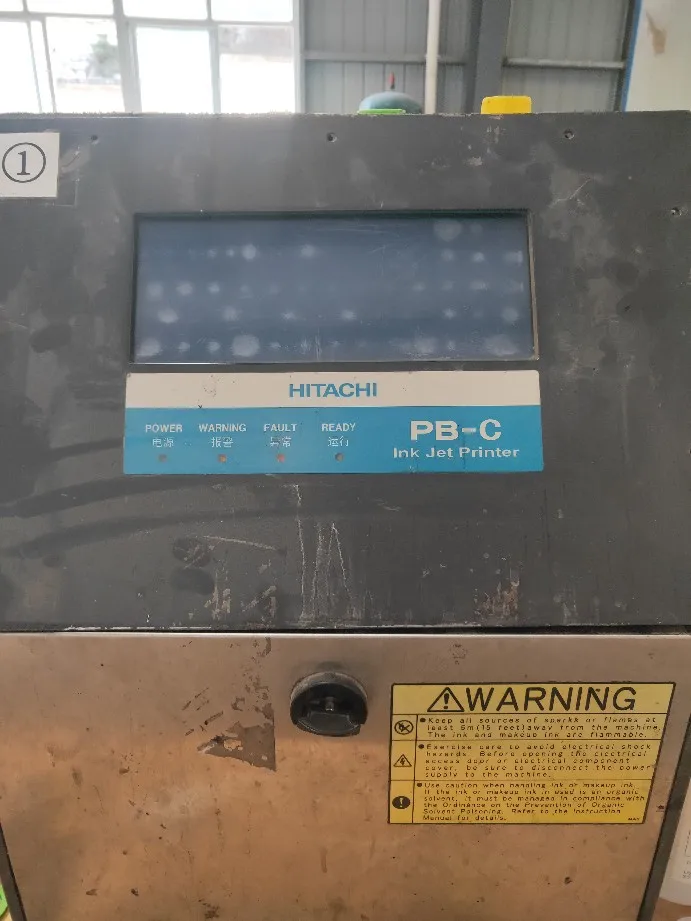 ①
HITACHI
POWER WARNING FAULT READY
电源 报警 异常 运行
PB-C
Ink Jet Printer
WARNING
●Keep all sources of sparkk or flames at
least 5m(15 feet)away from the machine.
The ink and makeup ink are flammable.
●Exercise care to avoid electrical shock
hazards. Before opening the electrical
access door or electrical component
cover, be sure to disconnect the power
supply to the machine.
●Use caution when handling ink or makeup ink.
If the ink or makeup ink in used is an organic
solvent, it must be managed in compliance with
the Ordinance on the Prevention of Organic
Solvent Poisoning. Refer to the Instruction
Manual for details.